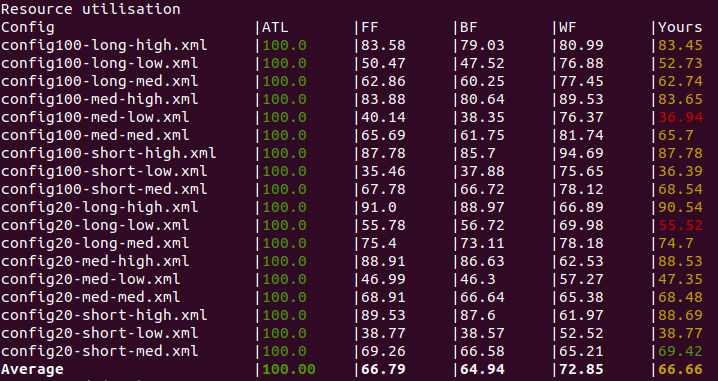 Resource utilisation
Config |ATL |FF |BF |WF |Yours
config100-long-high.xml |100.0 |83.58 |79.03 |80.99 |83.45
config100-long-low.xml |100.0 |50.47 |47.52 |76.88 |52.73
config100-long-med.xml |100.0 |62.86 |60.25 |77.45 |62.74
config100-med-high.xml |100.0 |83.88 |80.64 |89.53 |83.65
config100-med-low.xml |100.0 |40.14 |38.35 |76.37 |36.94
config100-med-med.xml |100.0 |65.69 |61.75 |81.74 |65.7
config100-short-high.xml |100.0 |87.78 |85.7 |94.69 |87.78
config100-short-low.xml |100.0 |35.46 |37.88 |75.65 |36.39
config100-short-med.xml |100.0 |67.78 |66.72 |78.12 |68.54
config20-long-high.xml |100.0 |91.0 |88.97 |66.89 |90.54
config20-long-low.xml |100.0 |55.78 |56.72 |69.98 |55.52
config20-long-med.xml |100.0 |75.4 |73.11 |78.18 |74.7
config20-med-high.xml |100.0 |88.91 |86.63 |62.53 |88.53
config20-med-low.xml |100.0 |46.99 |46.3 |57.27 |47.35
config20-med-med.xml |100.0 |68.91 |66.64 |65.38 |68.48
config20-short-high.xml |100.0 |89.53 |87.6 |61.97 |88.69
config20-short-low.xml |100.0 |38.77 |37.57 |52.52 |38.77
config20-short-med.xml |100.0 |69.26 |66.58 |65.21 |69.42
Average |100.00 |66.79 |64.94 |72.85 |66.66